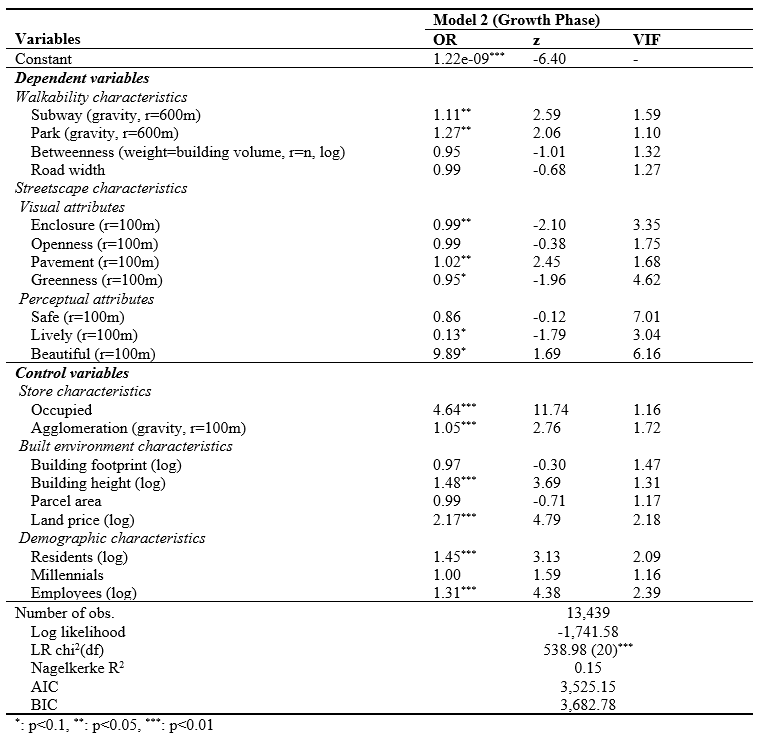 Model 2 (Growth Phase)
Variables OR z VIF
Constant 1.22e-09*** -6.40 -
Dependent variables
Walkability characteristics
Subway (gravity, r=600m) 1.11** 2.59 1.59
Park (gravity, r=600m) 1.27** 2.06 1.10
Betweenness (weight=building volume, r=n, log) 0.95 -1.01 1.32
Road width 0.99 -0.68 1.27
Streetscape characteristics
Visual attributes
Enclosure (r=100m) 0.99** -2.10 3.35
Openness (r=100m) 0.99 -0.38 1.75
Pavement (r=100m) 1.02** 2.45 1.68
Greenness (r=100m) 0.95* -1.96 4.62
Perceptual attributes
Safe (r=100m) 0.86 -0.12 7.01
Lively (r=100m) 0.13* -1.79 3.04
Beautiful (r=100m) 9.89* 1.69 6.16
Control variables
Store characteristics
Occupied 4.64*** 11.74 1.16
Agglomeration (gravity, r=100m) 1.05*** 2.76 1.72
Built environment characteristics
Building footprint (log) 0.97 -0.30 1.47
Building height (log) 1.48*** 3.69 1.31
Parcel area 0.99 -0.71 1.17
Land price (log) 2.17*** 4.79 2.18
Demographic characteristics
Residents (log) 1.45*** 3.13 2.09
Millennials 1.00 1.59 1.16
Employees (log) 1.31*** 4.38 2.39
Number of obs. 13,439
Log likelihood -1,741.58
LR chi²(df) 538.98 (20)***
Nagelkerke R² 0.15
AIC 3,525.15
BIC 3,682.78
*: p<0.1, **: p<0.05, ***: p<0.01